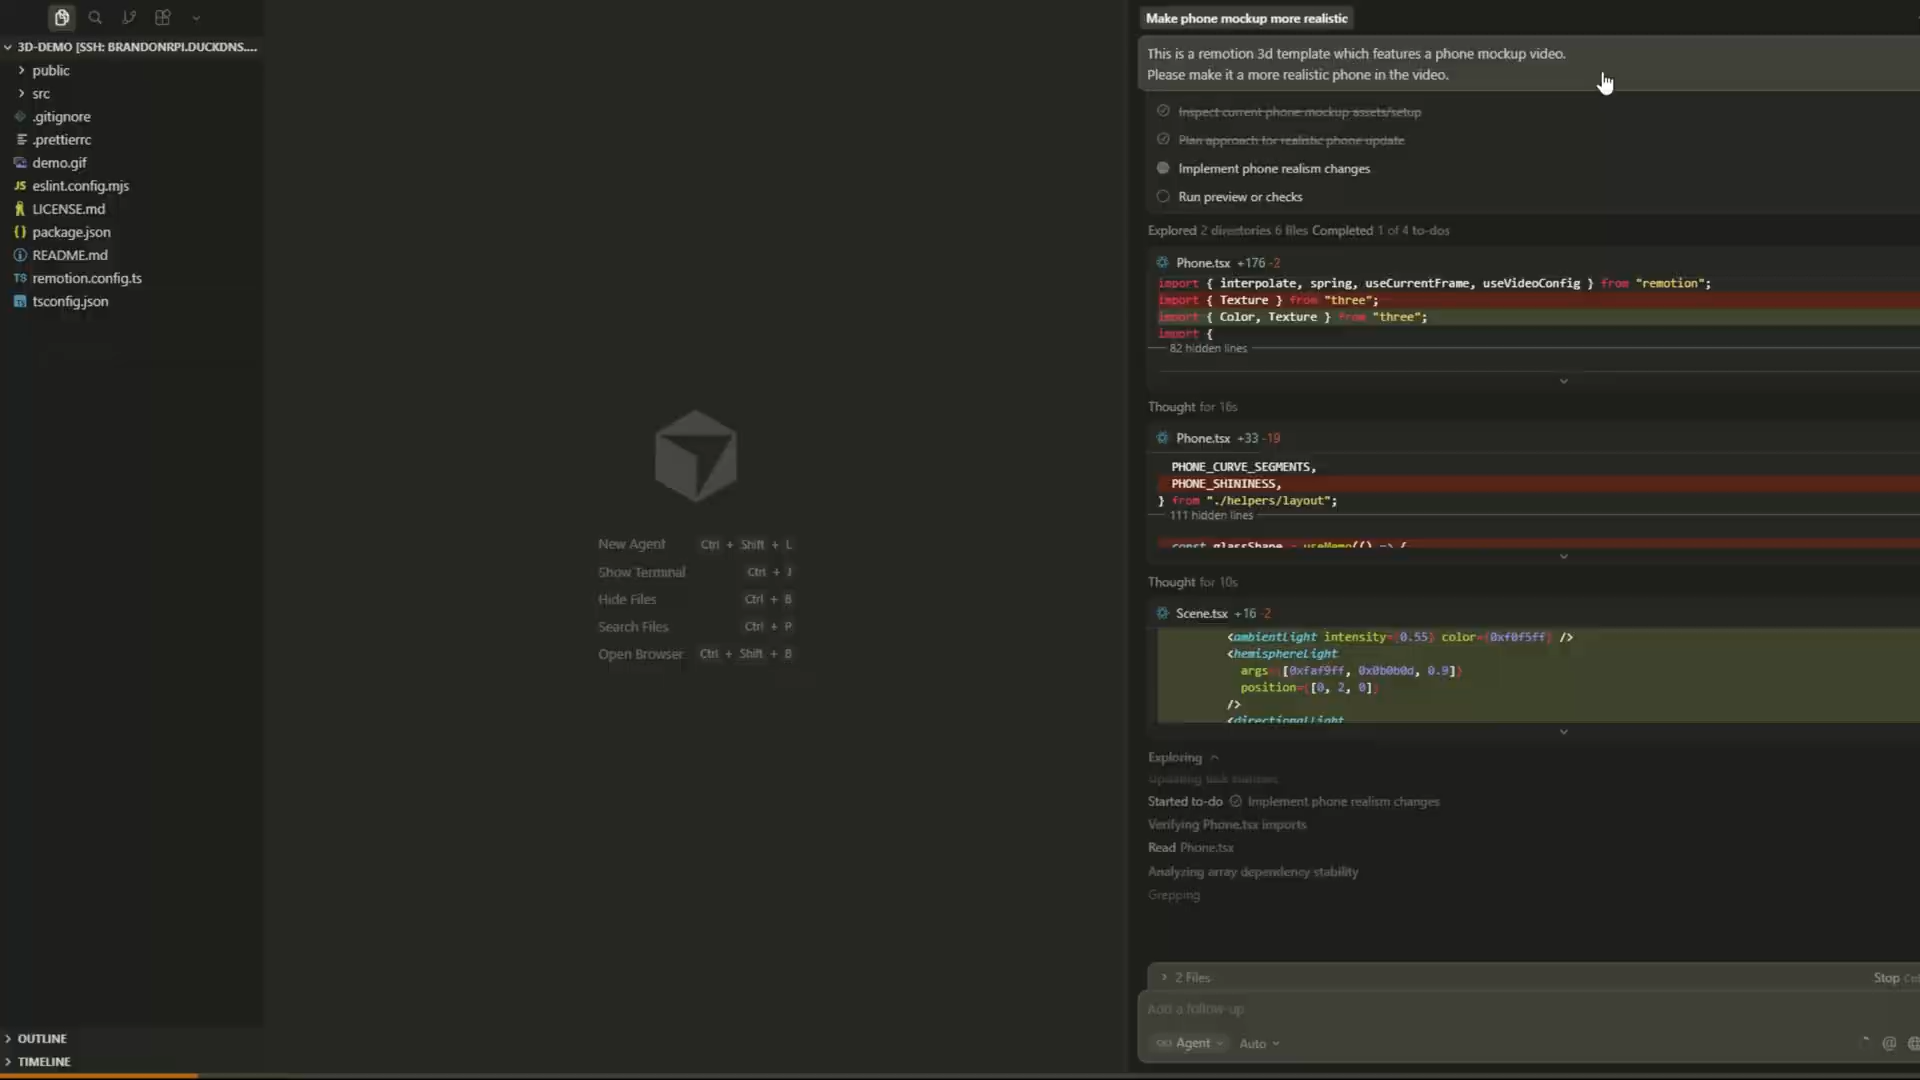 3D-DEMO [SSH: BRANDONRPI.DUCKDNS....
public
src
.gitignore
.prettierrc
demo.gif
JS eslint.config.mjs
LICENSE.md
{} package.json
README.md
TS remotion.config.ts
tsconfig.json
OUTLINE
TIMELINE
New Agent Ctrl + Shift + L
Show Terminal Ctrl + J
Hide Files Ctrl + B
Search Files Ctrl + P
Open Browser Ctrl + Shift + B
Make phone mockup more realistic
This is a remotion 3d template which features a phone mockup video.
Please make it a more realistic phone in the video.
Inspect current phone mockup assets/setup
Plan approach for realistic phone update
Implement phone realism changes
Run preview or checks
Explored 2 directories 6 files Completed 1 of 4 to-dos
Phone.tsx +176 -2
import { interpolate, spring, useCurrentFrame, useVideoConfig } from "remotion";
import { Texture } from "three";
import { Color, Texture } from "three";
import {
82 hidden lines
Thought for 16s
Phone.tsx +33 -19
PHONE_CURVE_SEGMENTS,
PHONE_SHININESS,
} from "./helpers/layout";
111 hidden lines
const glassShape = useMemo(() => {
Thought for 10s
Scene.tsx +16 -2
<ambientLight intensity={0.55} color={0xf0f5ff} />
<hemisphereLight
args={[0xfaf9ff, 0x0b0b0d, 0.9]}
position={[0, 2, 0]}
/>
<directionalLight
Exploring
Updating task statuses
Started to-do Implement phone realism changes
Verifying Phone.tsx imports
Read Phone.tsx
Analyzing array dependency stability
Grepping
2 Files
Stop
Add a follow-up
Agent Auto @